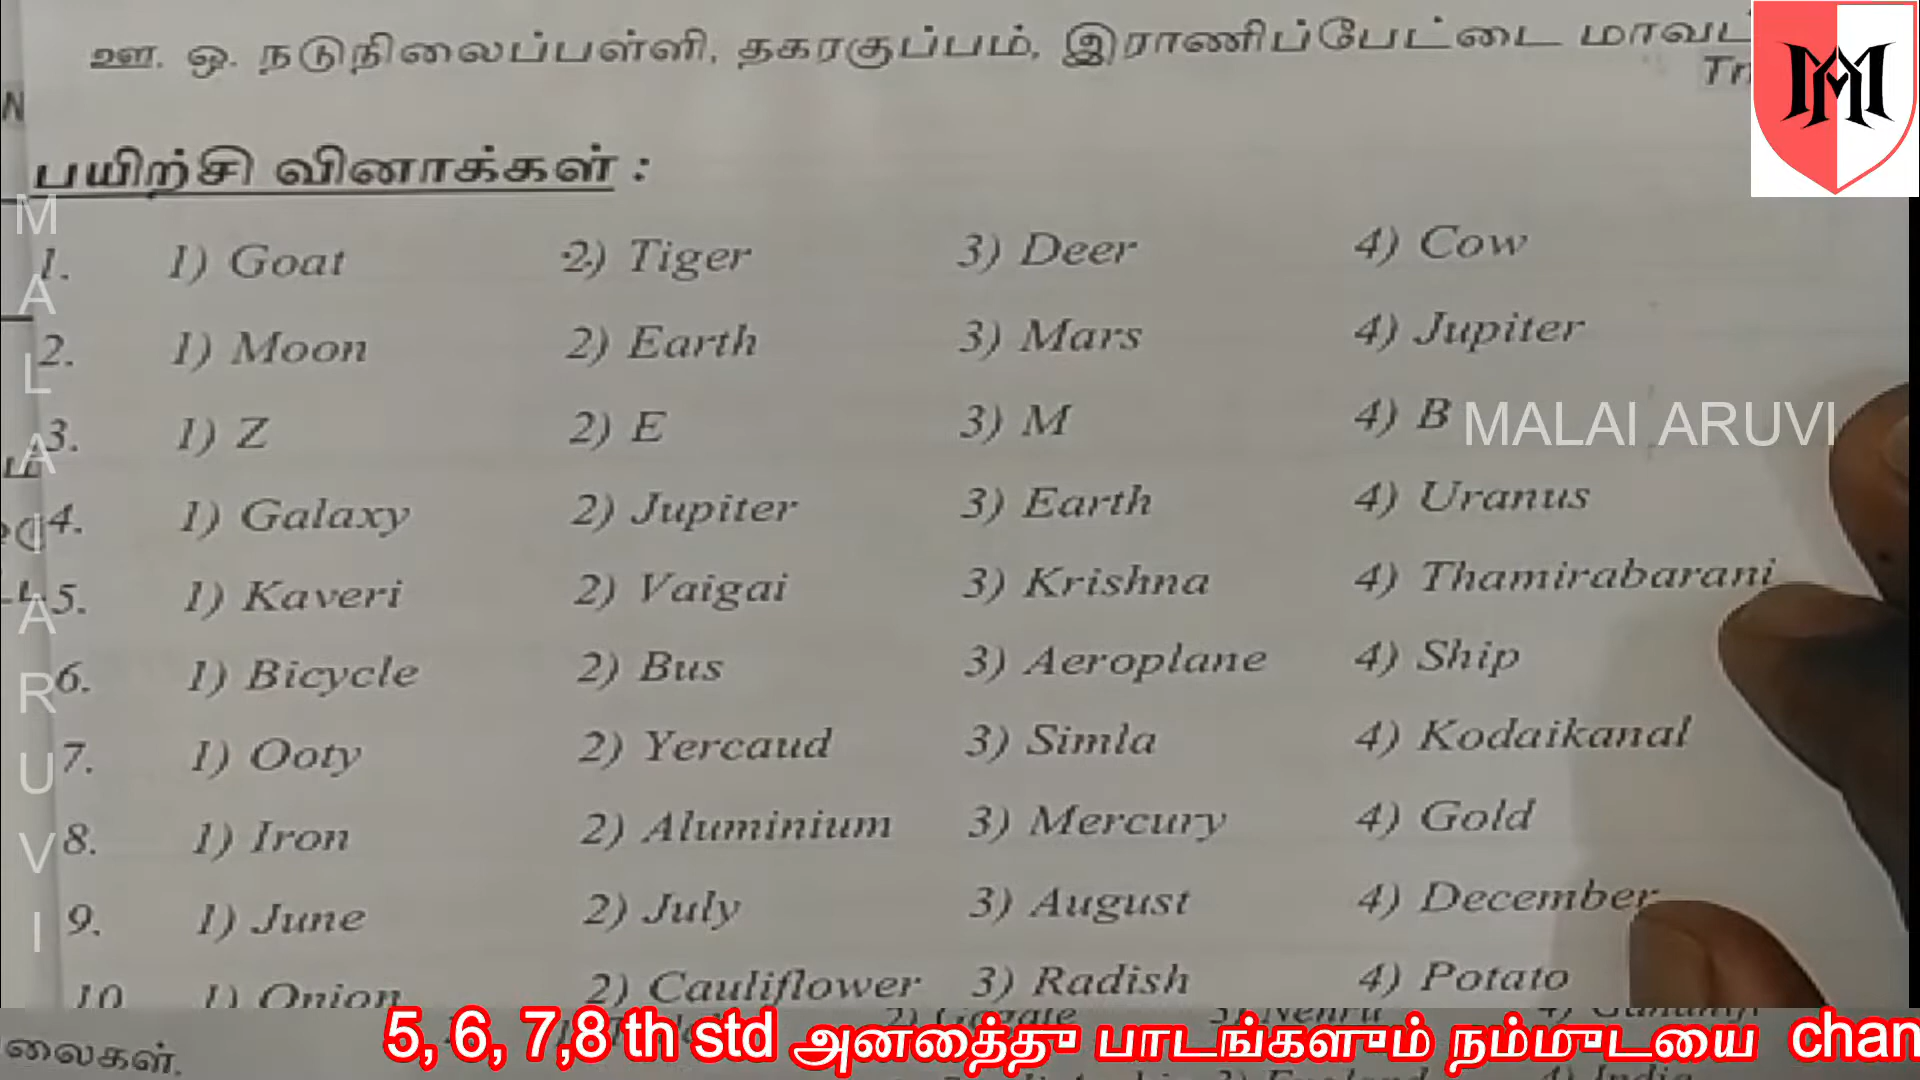 ஊ. ஒ. நடுநிலைப்பள்ளி, தகரகுப்பம், இராணிப்பேட்டை மாவட்
Tr
N
பயிற்சி வினாக்கள் :
1. 1) Goat 2) Tiger 3) Deer 4) Cow
2. 1) Moon 2) Earth 3) Mars 4) Jupiter
3. 1) Z 2) E 3) M 4) B
MALAI ARUVI
4. 1) Galaxy 2) Jupiter 3) Earth 4) Uranus
5. 1) Kaveri 2) Vaigai 3) Krishna 4) Thamirabarani
6. 1) Bicycle 2) Bus 3) Aeroplane 4) Ship
7. 1) Ooty 2) Yercaud 3) Simla 4) Kodaikanal
8. 1) Iron 2) Aluminium 3) Mercury 4) Gold
9. 1) June 2) July 3) August 4) December
10 1) Onion 2) Cauliflower 3) Radish 4) Potato
MALAI ARUVI
5, 6, 7,8 th std அனைத்து பாடங்களும் நம்முடயை chan
லைகள்.